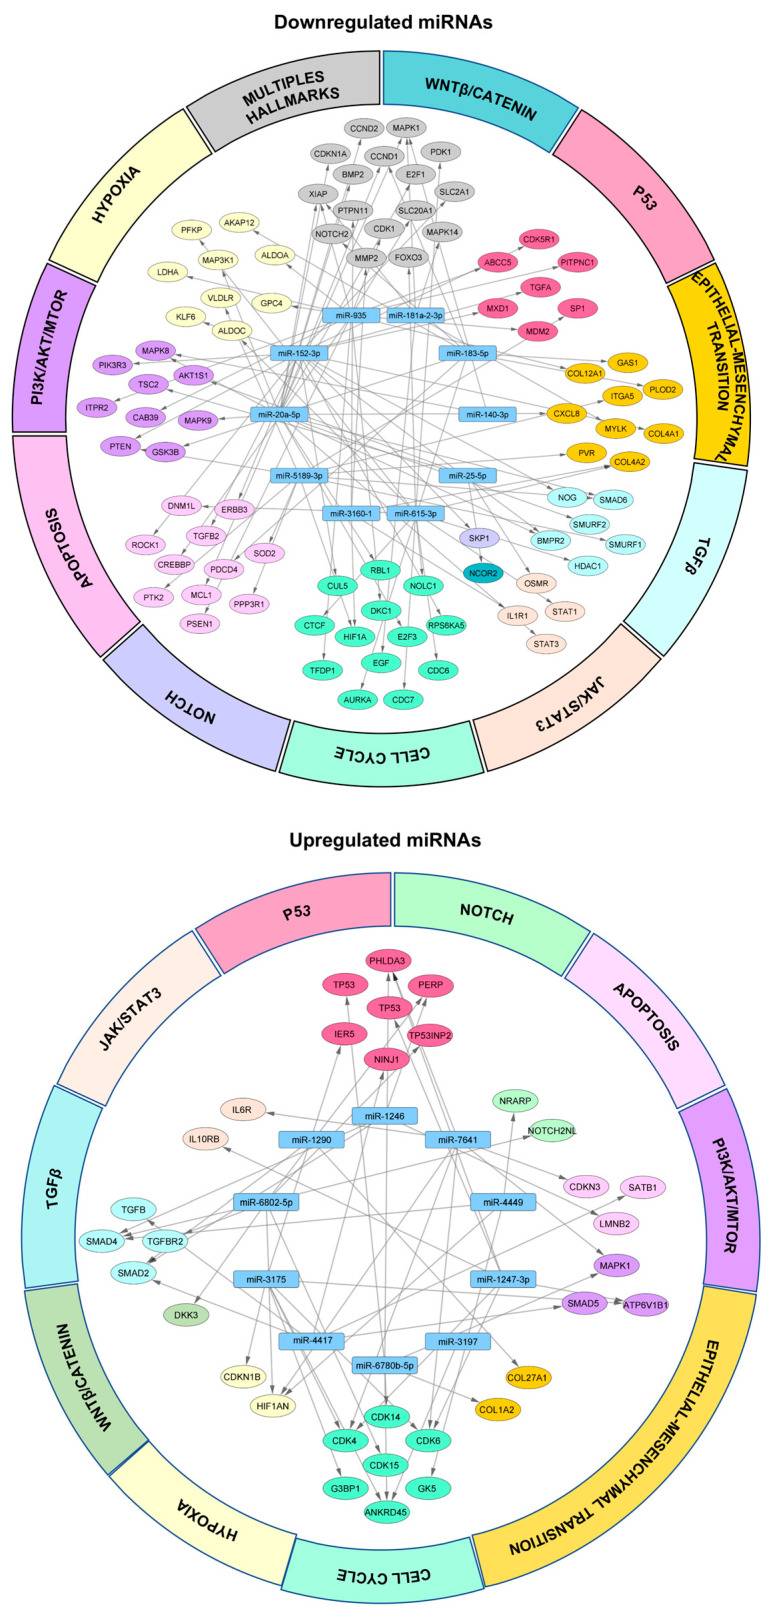 Downregulated miRNAs
MULTIPLES
HALLMARKS
WNTβ/CATENIN
P53
EPITHELIAL-MESENCHYMAL
TRANSITION
TGFβ
JAK/STAT3
CELL CYCLE
NOTCH
APOPTOSIS
PI3K/AKT/MTOR
HYPOXIA
CCND2
MAPK1
CDKN1A
CCND1
PDK1
BMP2
E2F1
XIAP
SLC2A1
PTPN11
SLC20A1
NOTCH2
CDK1
MAPK14
MMP2
FOXO3
PFKP
AKAP12
ALDOA
MAP3K1
LDHA
VLDLR
GPC4
KLF6
ALDOC
CDK5R1
ABCC5
PITPNC1
TGFA
MXD1
SP1
MDM2
miR-935
miR-181a-2-3p
miR-152-3p
miR-183-5p
miR-20a-5p
miR-140-3p
miR-5189-3p
miR-25-5p
miR-3160-1
miR-615-3p
MAPK8
PIK3R3
AKT1S1
TSC2
ITPR2
CAB39
MAPK9
PTEN
GSK3B
GAS1
COL12A1
PLOD2
ITGA5
CXCL8
MYLK
COL4A1
PVR
COL4A2
NOG
SMAD6
SMURF2
BMPR2
SMURF1
HDAC1
SKP1
NCOR2
OSMR
IL1R1
STAT1
STAT3
DNM1L
ERBB3
ROCK1
TGFB2
SOD2
CREBBP
PDCD4
PTK2
MCL1
PPP3R1
PSEN1
RBL1
CUL5
NOLC1
DKC1
CTCF
HIF1A
E2F3
RPS6KA5
TFDP1
EGF
CDC6
AURKA
CDC7
Upregulated miRNAs
P53
NOTCH
APOPTOSIS
PI3K/AKT/MTOR
EPITHELIAL-MESENCHYMAL TRANSITION
CELL CYCLE
HYPOXIA
WNTβ/CATENIN
TGFβ
JAK/STAT3
PHLDA3
TP53
PERP
TP53
IER5
TP53INP2
NINJ1
IL6R
IL10RB
miR-1246
miR-1290
miR-7641
miR-6802-5p
miR-4449
miR-3175
miR-1247-3p
miR-4417
miR-3197
miR-6780b-5p
NRARP
NOTCH2NL
CDKN3
SATB1
LMNB2
MAPK1
SMAD5
ATP6V1B1
TGFB
SMAD4
TGFBR2
SMAD2
DKK3
CDKN1B
HIF1AN
COL27A1
COL1A2
CDK14
CDK4
CDK6
CDK15
G3BP1
GK5
ANKRD45